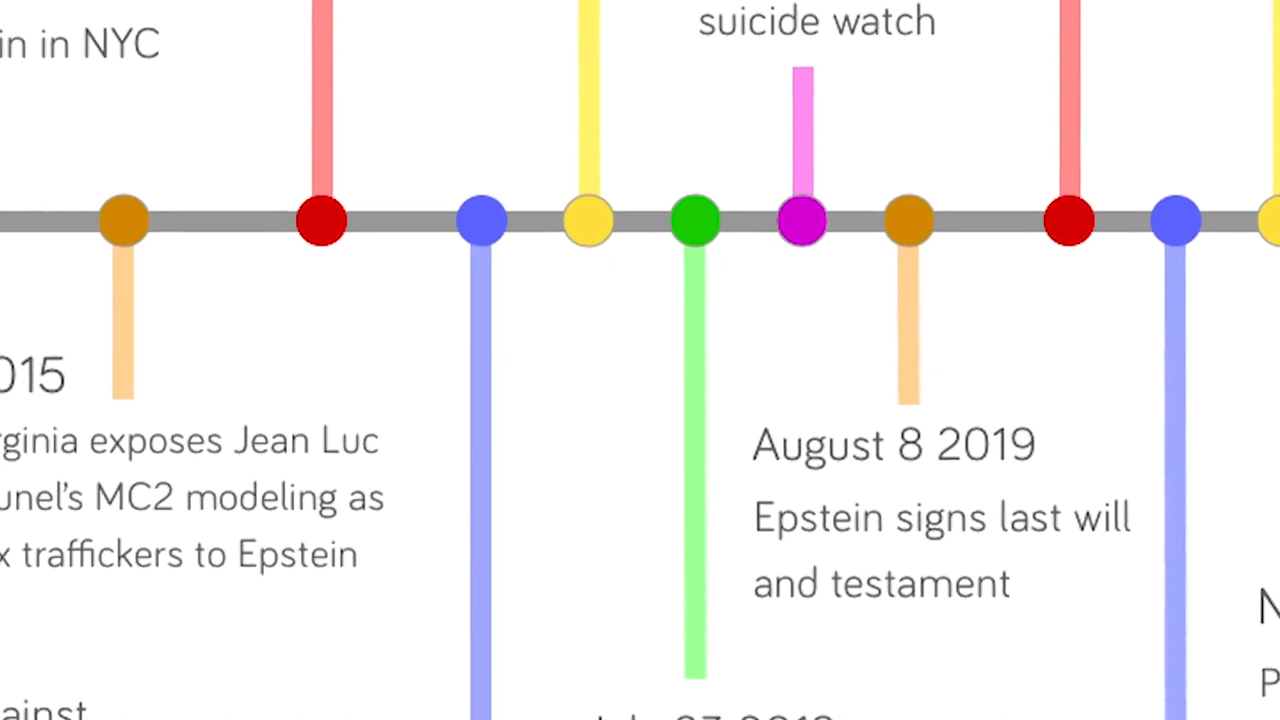 in in NYC
suicide watch
015
rginia exposes Jean Luc
unel's MC2 modeling as
x traffickers to Epstein
August 8 2019
Epstein signs last will
and testament
N
P
ainst